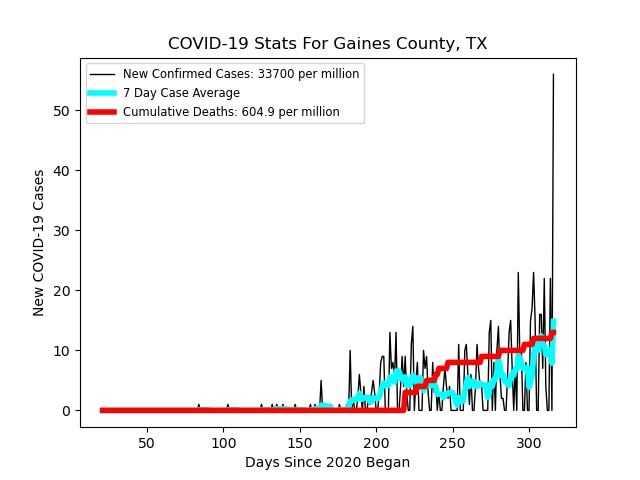 COVID-19 Stats For Gaines County, TX
New Confirmed Cases: 33700 per million
7 Day Case Average
Cumulative Deaths: 604.9 per million
New COVID-19 Cases
50
40
30
20
10
0
50 100 150 200 250 300
Days Since 2020 Began